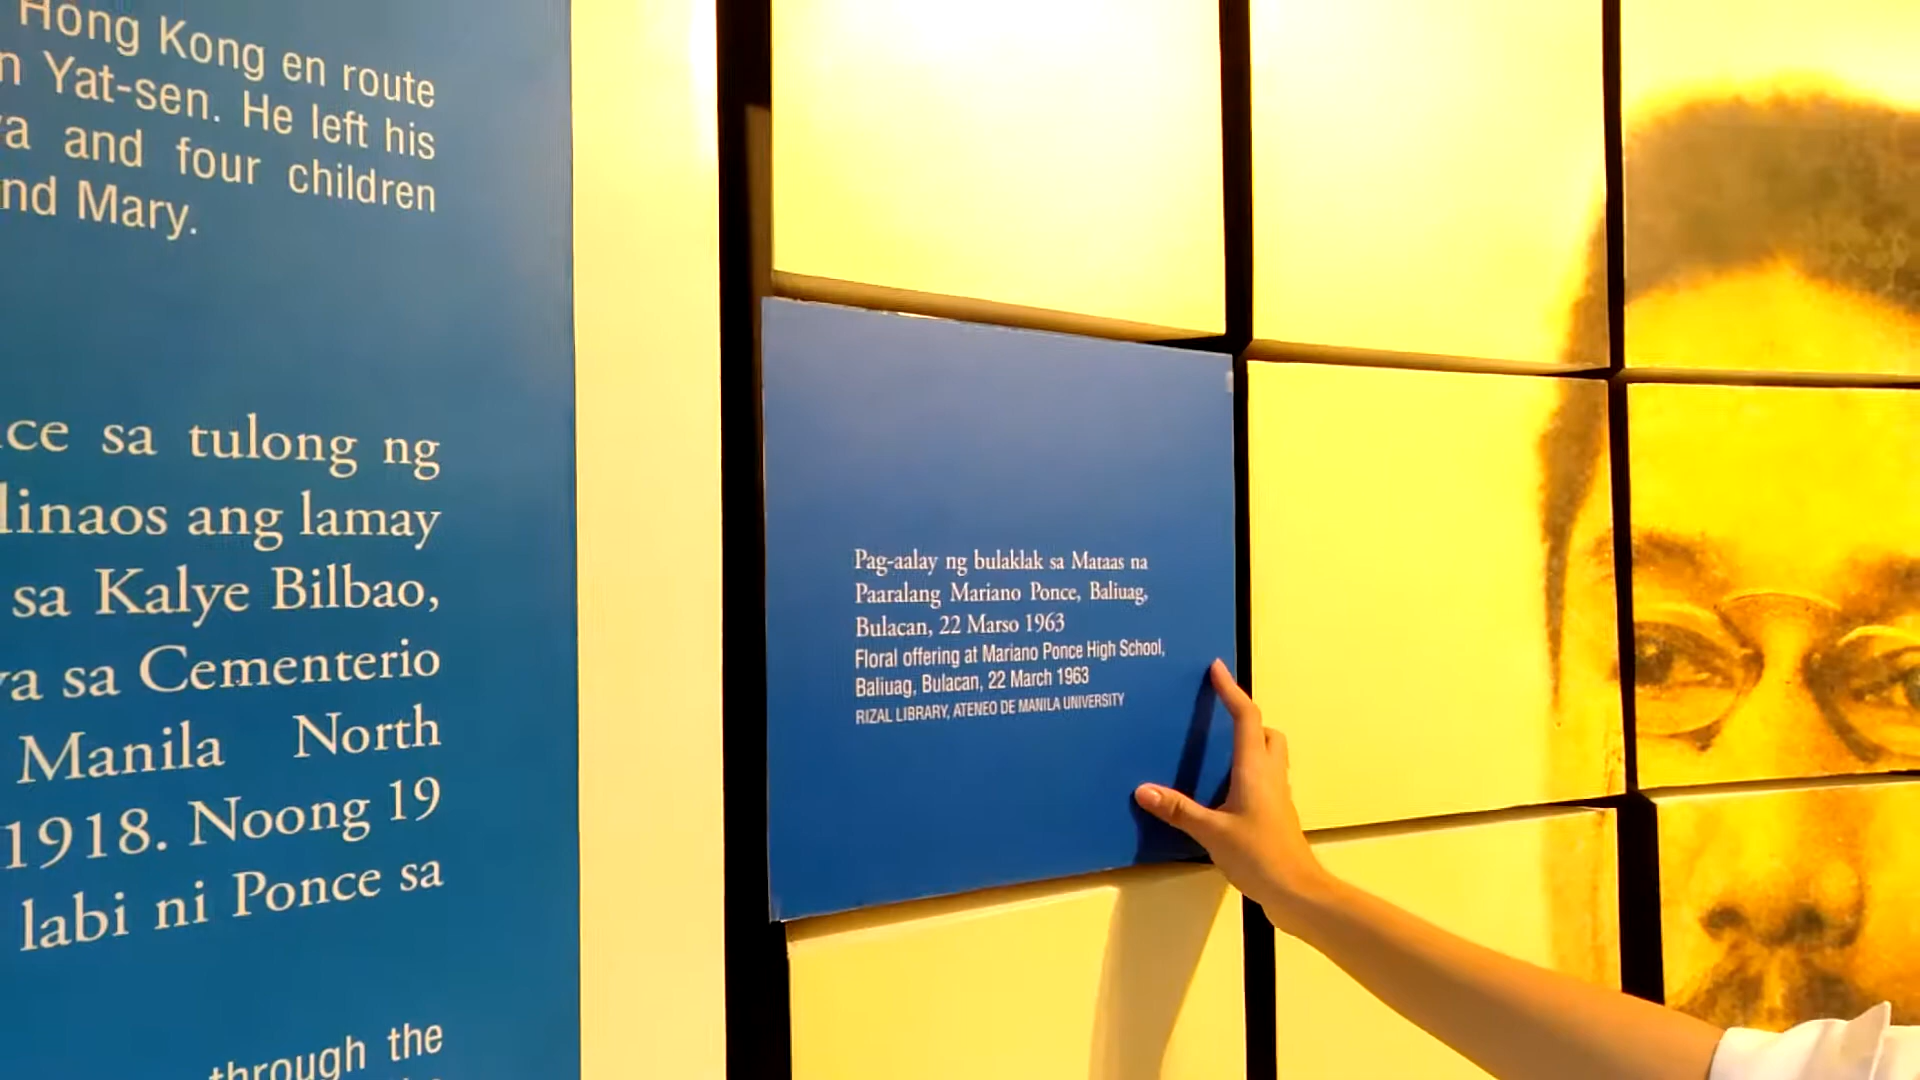 Hong Kong en route
Yat-sen. He left his
and four children
and Mary.
sa tulong ng
ang lamay
sa Kalye Bilbao,
sa Cementerio
Manila North
1918. Noong 19
labi ni Ponce sa
through the
Pag-aalay ng bulaklak sa Mataas na
Paaralang Mariano Ponce, Baliuag,
Bulacan, 22 Marso 1963
Floral offering at Mariano Ponce High School,
Baliuag, Bulacan, 22 March 1963
RIZAL LIBRARY, ATENEO DE MANILA UNIVERSITY